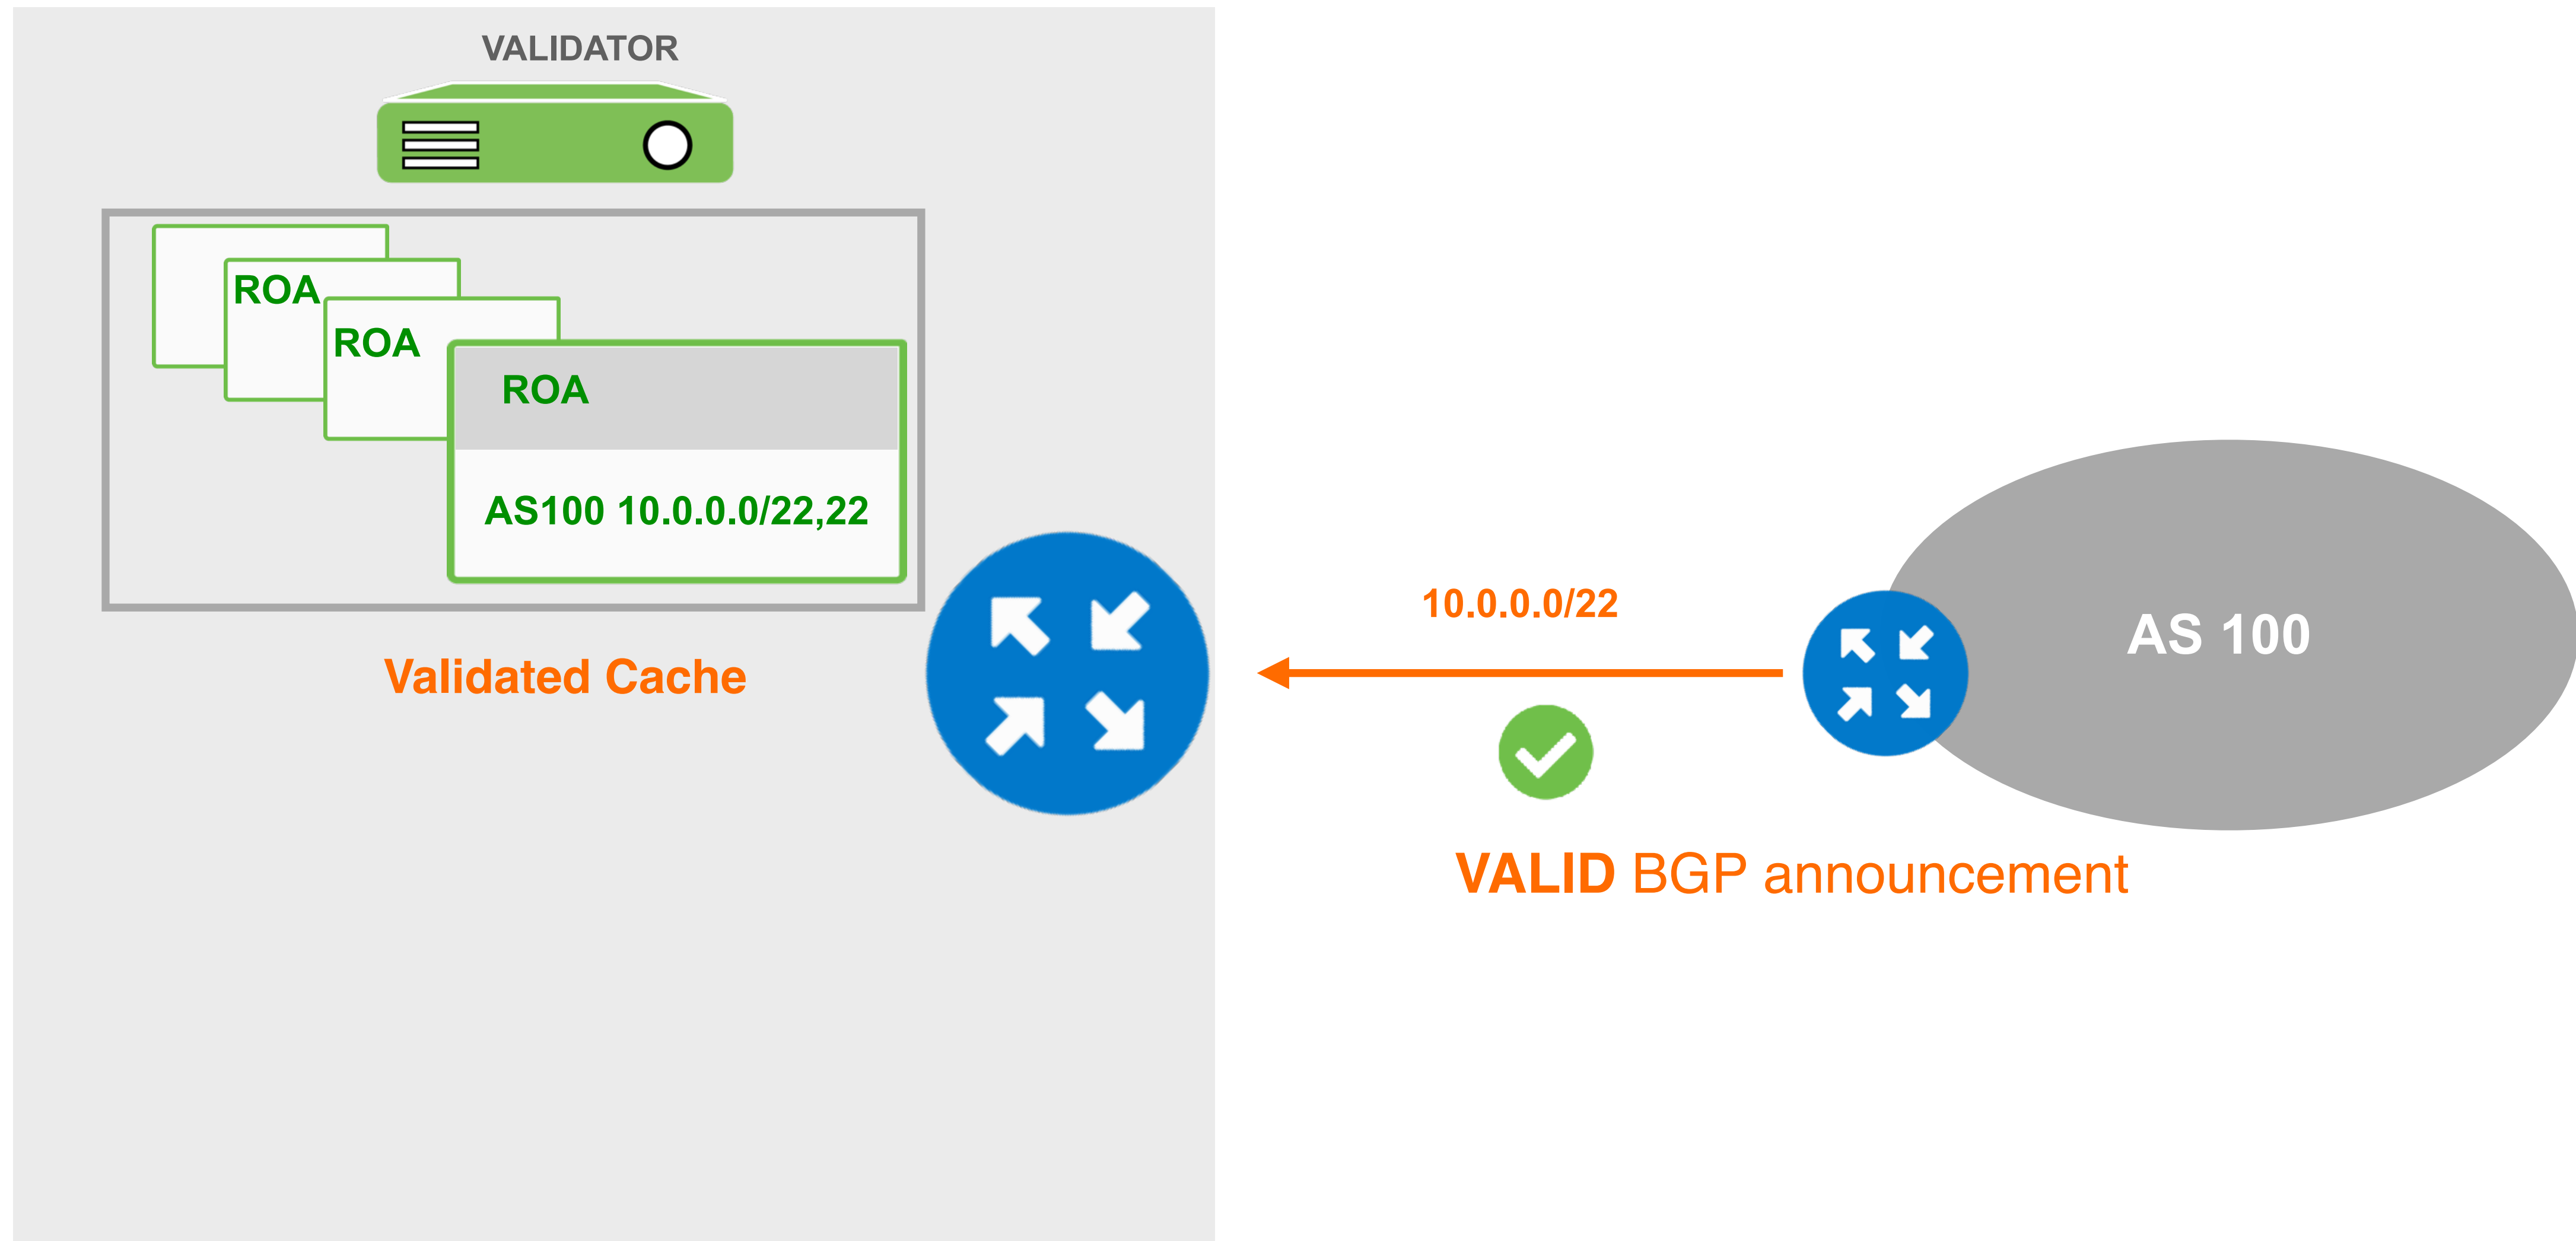 VALIDATOR
ROA
ROA
ROA
AS100 10.0.0.0/22,22
Validated Cache
10.0.0.0/22
AS 100
VALID BGP announcement